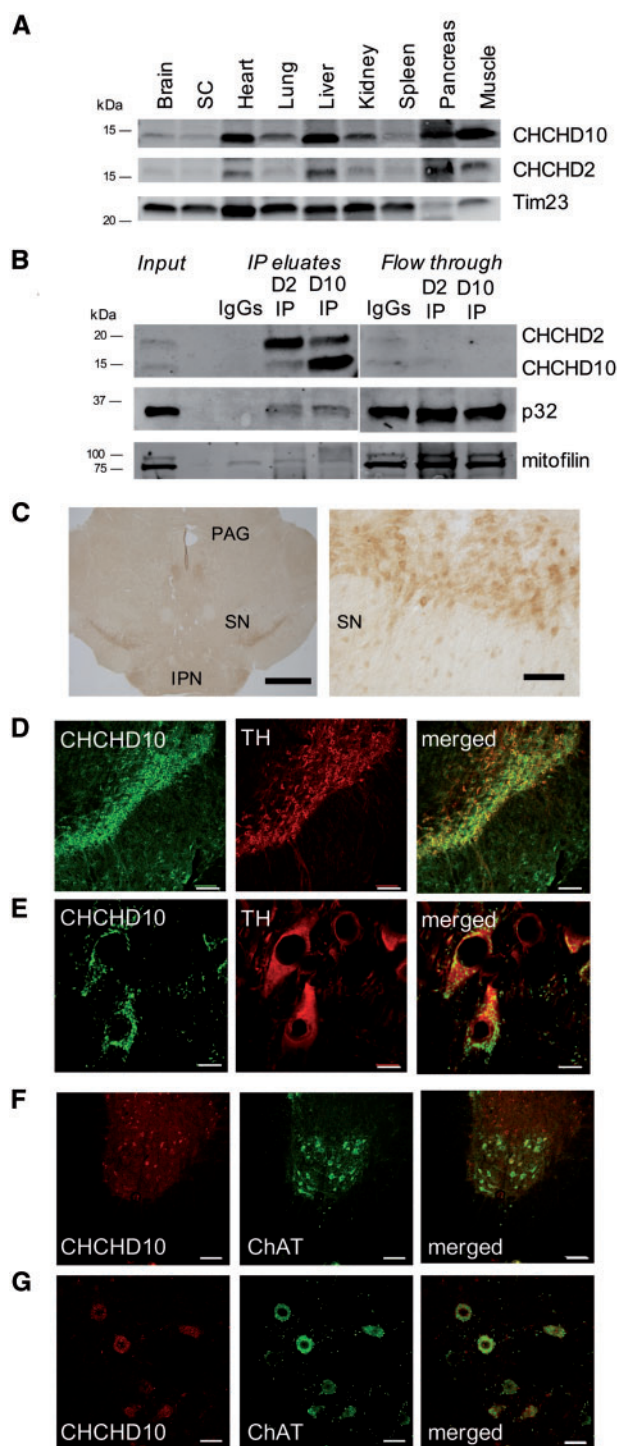 A
Brain
SC
Heart
Lung
Liver
Kidney
Spleen
Pancreas
Muscle
kDa
15
CHCHD10
15
CHCHD2
20
Tim23
B
Input
IP eluates
Flow through
IgGs
D2
IP
D10
IP
IgGs
D2
IP
D10
IP
kDa
20
CHCHD2
15
CHCHD10
37
p32
100
75
mitofilin
C
PAG
SN
IPN
SN
D
CHCHD10
TH
merged
E
CHCHD10
TH
merged
F
CHCHD10
ChAT
merged
G
CHCHD10
ChAT
merged